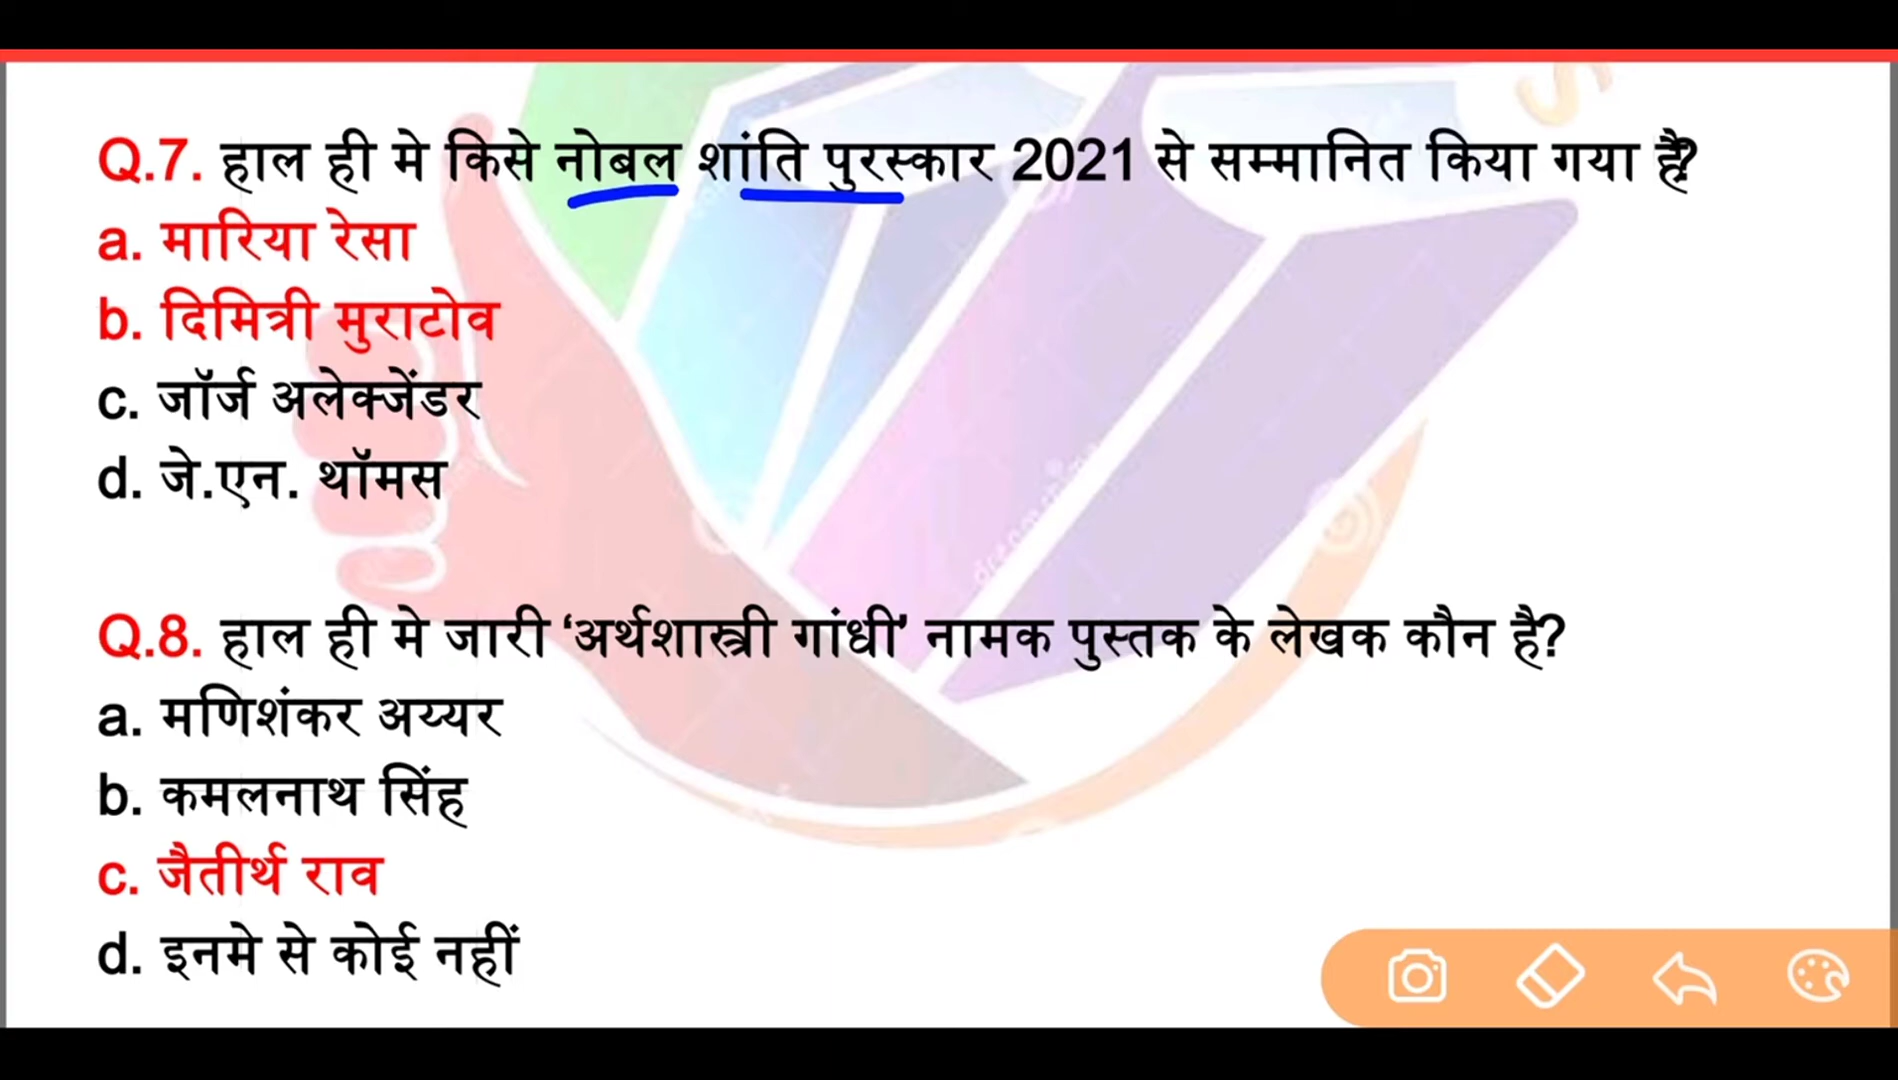 Q.7. हाल ही मे किसे नोबल शांति पुरस्कार 2021 से सम्मानित किया गया है?
a. मारिया रेसा
b. दिमित्री मुराटोव
c. जॉर्ज अलेक्जेंडर
d. जे.एन. थॉमस
Q.8. हाल ही मे जारी ‘अर्थशास्त्री गांधी’ नामक पुस्तक के लेखक कौन है?
a. मणिशंकर अय्यर
b. कमलनाथ सिंह
c. जैतीर्थ राव
d. इनमे से कोई नहीं